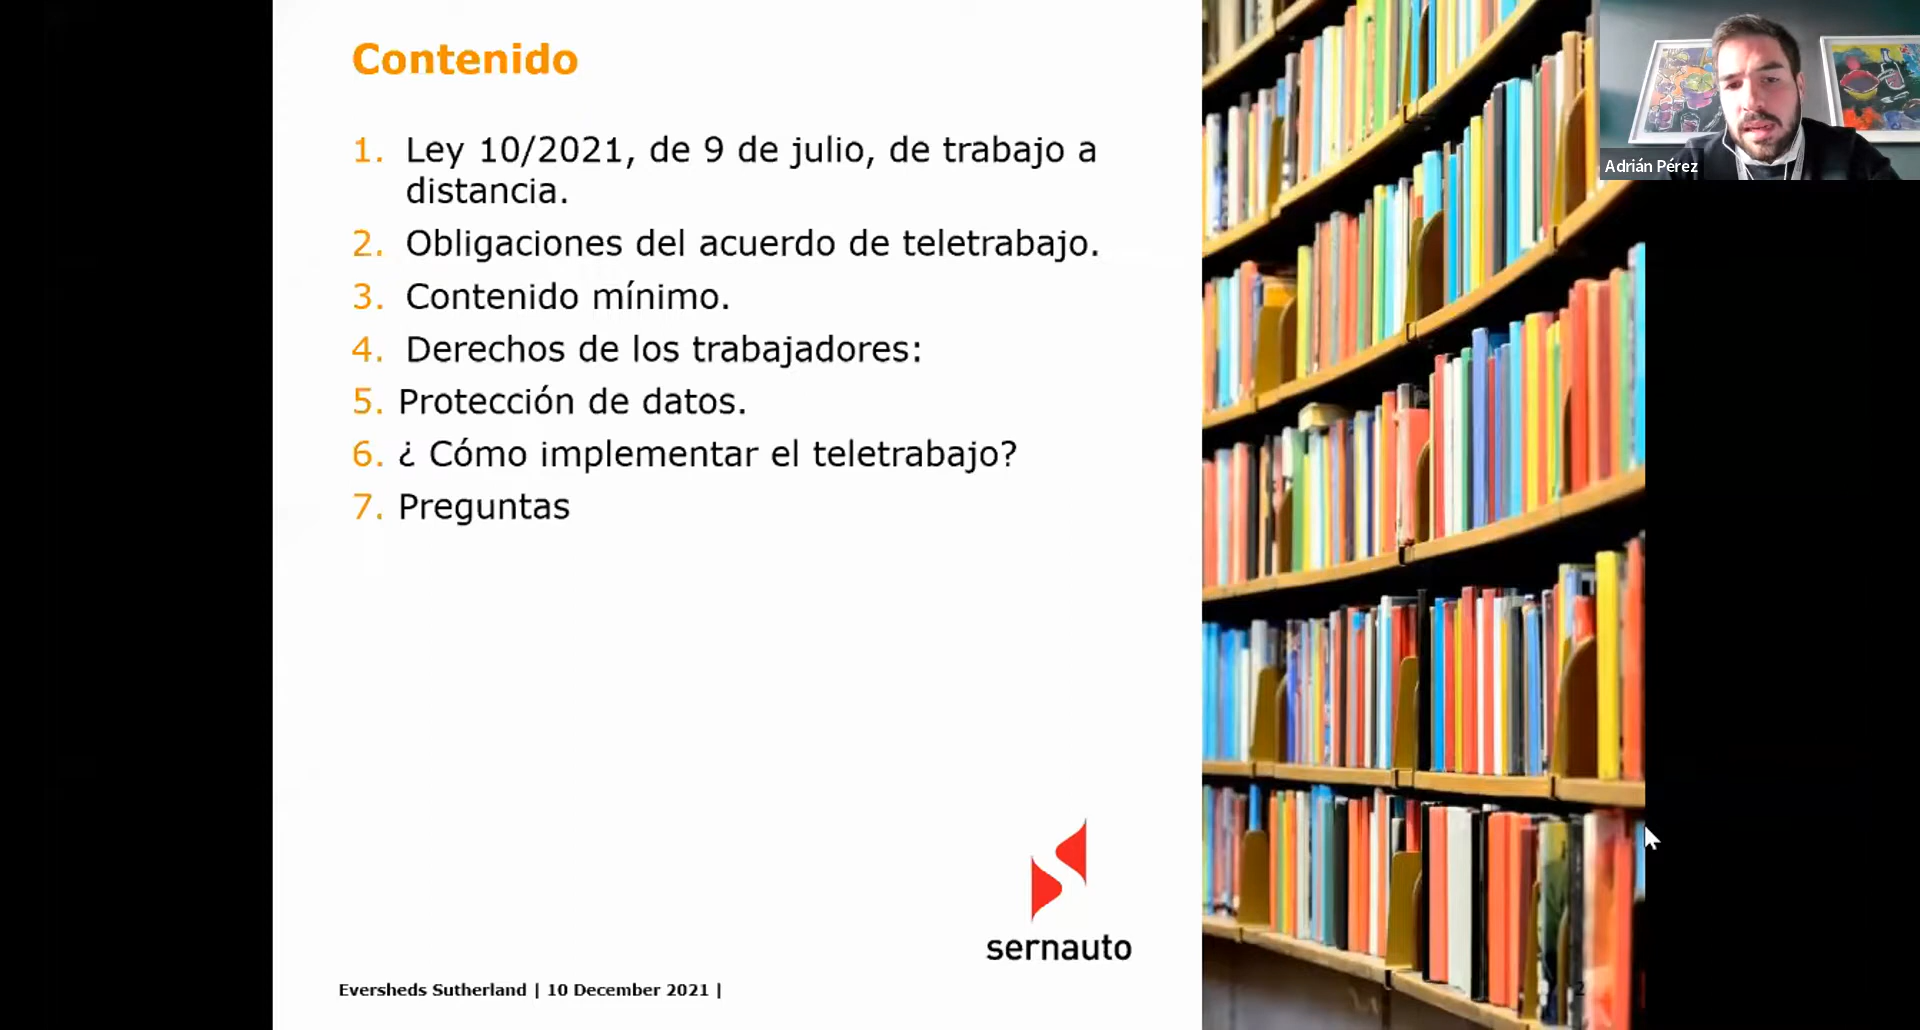 Contenido
1. Ley 10/2021, de 9 de julio, de trabajo a
distancia.
2. Obligaciones del acuerdo de teletrabajo.
3. Contenido mínimo.
4. Derechos de los trabajadores:
5. Protección de datos.
6. ¿ Cómo implementar el teletrabajo?
7. Preguntas
sernauto
Eversheds Sutherland | 10 December 2021 |
2
Adrián Pérez